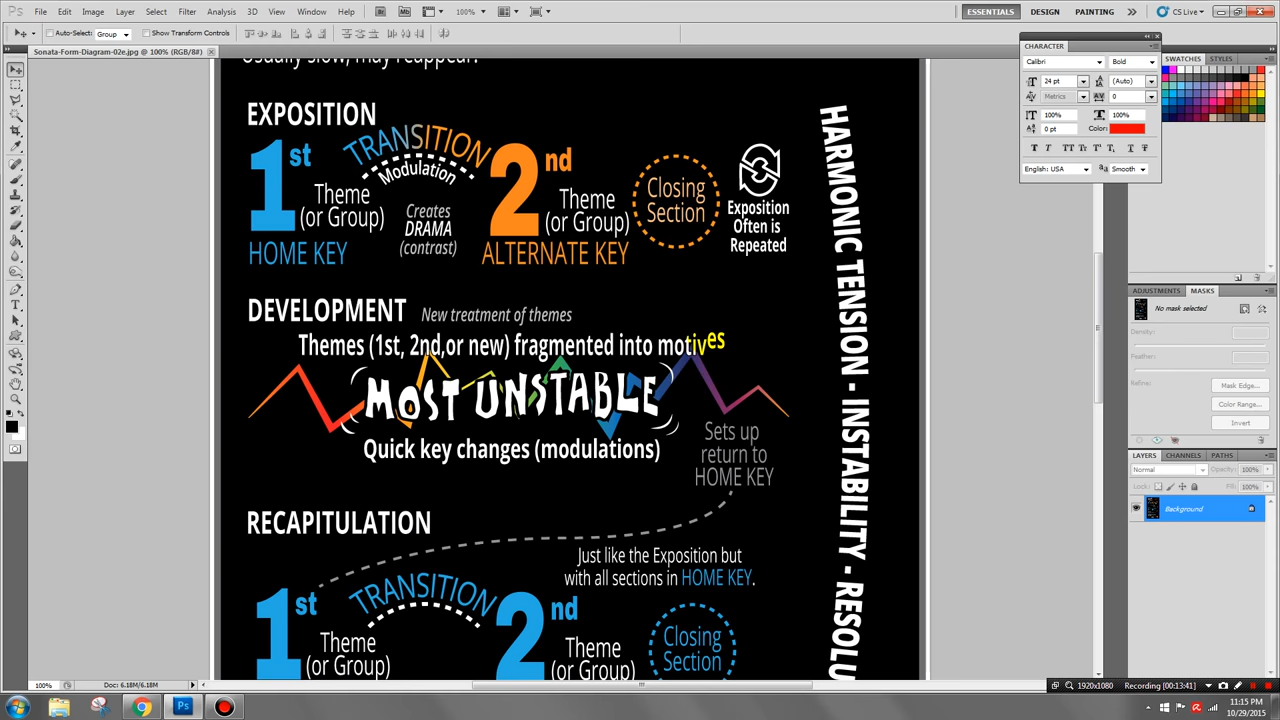 Ps File Edit Image Layer Select Filter Analysis 3D View Window Help Br Mb 100% ESSENTIALS DESIGN PAINTING CS Live
Auto-Select: Group Show Transform Controls
Sonata-Form-Diagram-02e.jpg @ 100% (RGB/8#)
Usually slow, may reappear.
EXPOSITION
1st
Theme
(or Group)
HOME KEY
TRANSITION
Modulation
Creates
DRAMA
(contrast)
2nd
Theme
(or Group)
ALTERNATE KEY
Closing
Section
Exposition
Often is
Repeated
DEVELOPMENT New treatment of themes
Themes (1st, 2nd,or new) fragmented into motives
MOST UNSTABLE
Quick key changes (modulations)
Sets up
return to
HOME KEY
RECAPITULATION
Just like the Exposition but
with all sections in HOME KEY.
1st
Theme
(or Group)
TRANSITION
2nd
Theme
(or Group)
Closing
Section
HARMONIC TENSION - INSTABILITY - RESOLU
CHARACTER
Calibri Bold
24 pt (Auto)
Metrics 0
100% 100%
0 pt Color:
English: USA Smooth
SWATCHES STYLES
ADJUSTMENTS MASKS
No mask selected
Density:
Feather:
Refine: Mask Edge...
Color Range...
Invert
LAYERS CHANNELS PATHS
Normal Opacity: 100%
Lock: Fill: 100%
Background
100% Doc: 6.18M/6.18M
1920x1080 Recording [00:13:41]
11:15 PM
10/29/2015